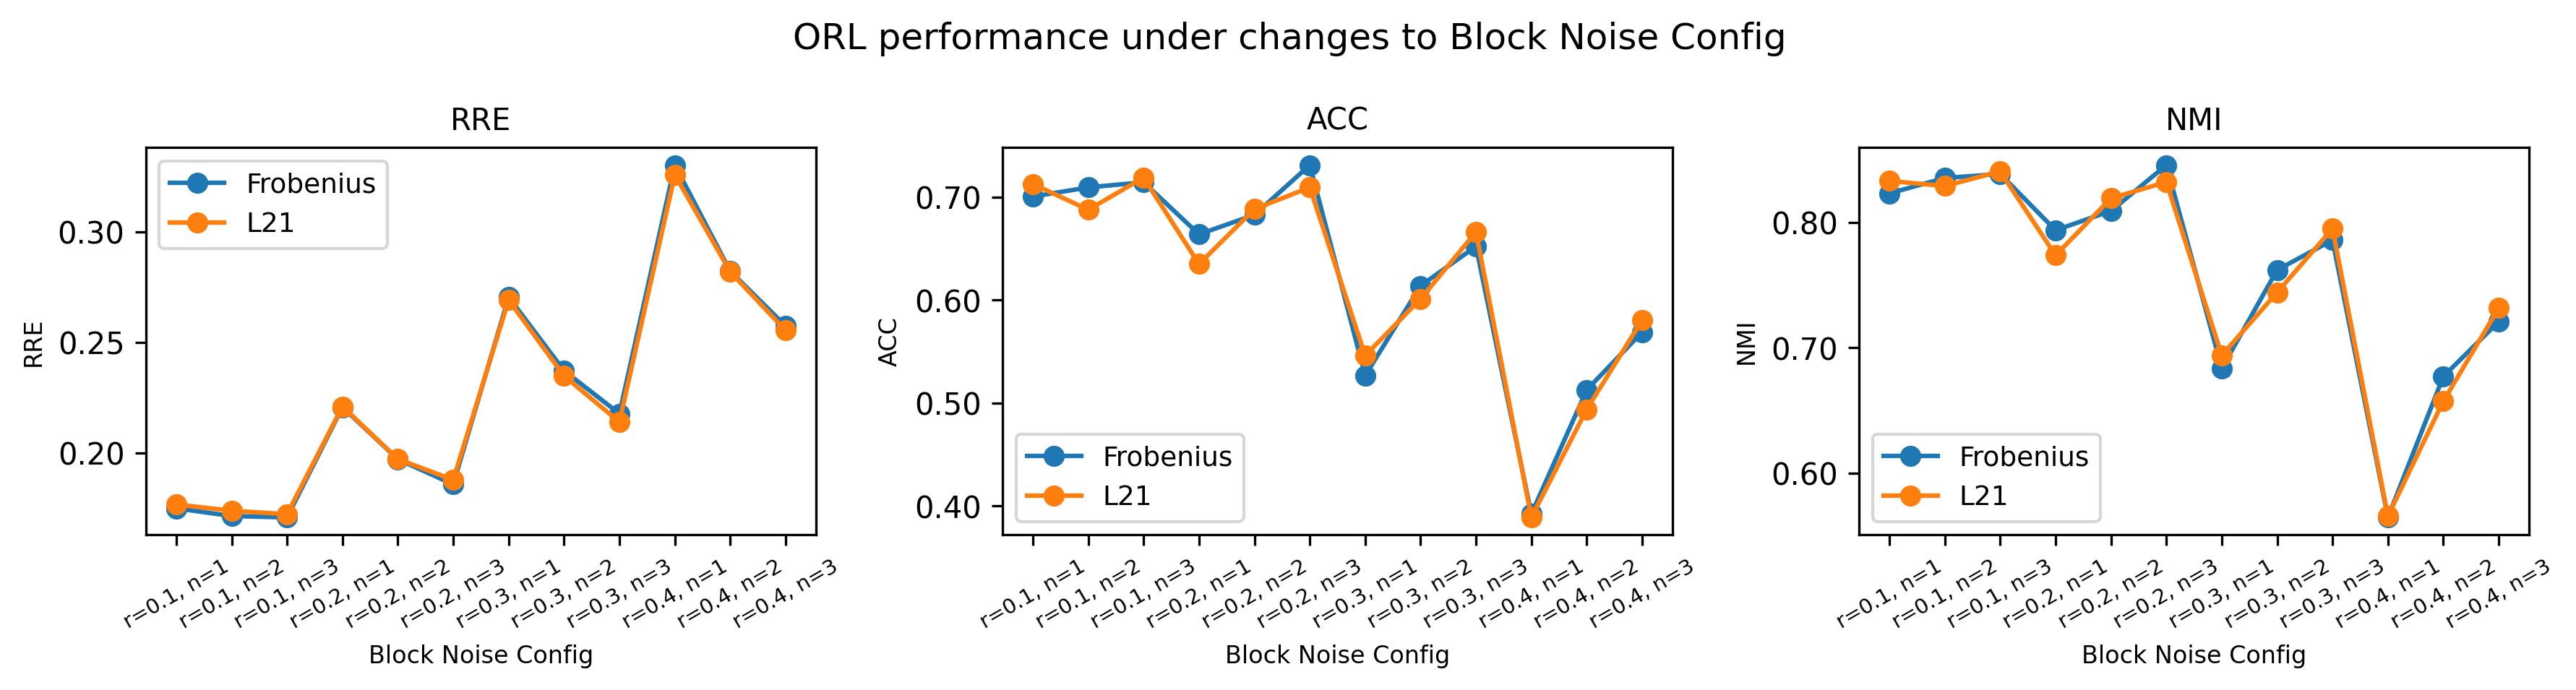 ORL performance under changes to Block Noise Config
RRE
Frobenius
L21
0.30
0.25
0.20
RRE
r=0.1, n=1
r=0.1, n=2
r=0.1, n=3
r=0.2, n=1
r=0.2, n=2
r=0.2, n=3
r=0.3, n=1
r=0.3, n=2
r=0.3, n=3
r=0.4, n=1
r=0.4, n=2
r=0.4, n=3
Block Noise Config
ACC
0.70
0.60
0.50
0.40
ACC
Frobenius
L21
r=0.1, n=1
r=0.1, n=2
r=0.1, n=3
r=0.2, n=1
r=0.2, n=2
r=0.2, n=3
r=0.3, n=1
r=0.3, n=2
r=0.3, n=3
r=0.4, n=1
r=0.4, n=2
r=0.4, n=3
Block Noise Config
NMI
0.80
0.70
0.60
NMI
Frobenius
L21
r=0.1, n=1
r=0.1, n=2
r=0.1, n=3
r=0.2, n=1
r=0.2, n=2
r=0.2, n=3
r=0.3, n=1
r=0.3, n=2
r=0.3, n=3
r=0.4, n=1
r=0.4, n=2
r=0.4, n=3
Block Noise Config